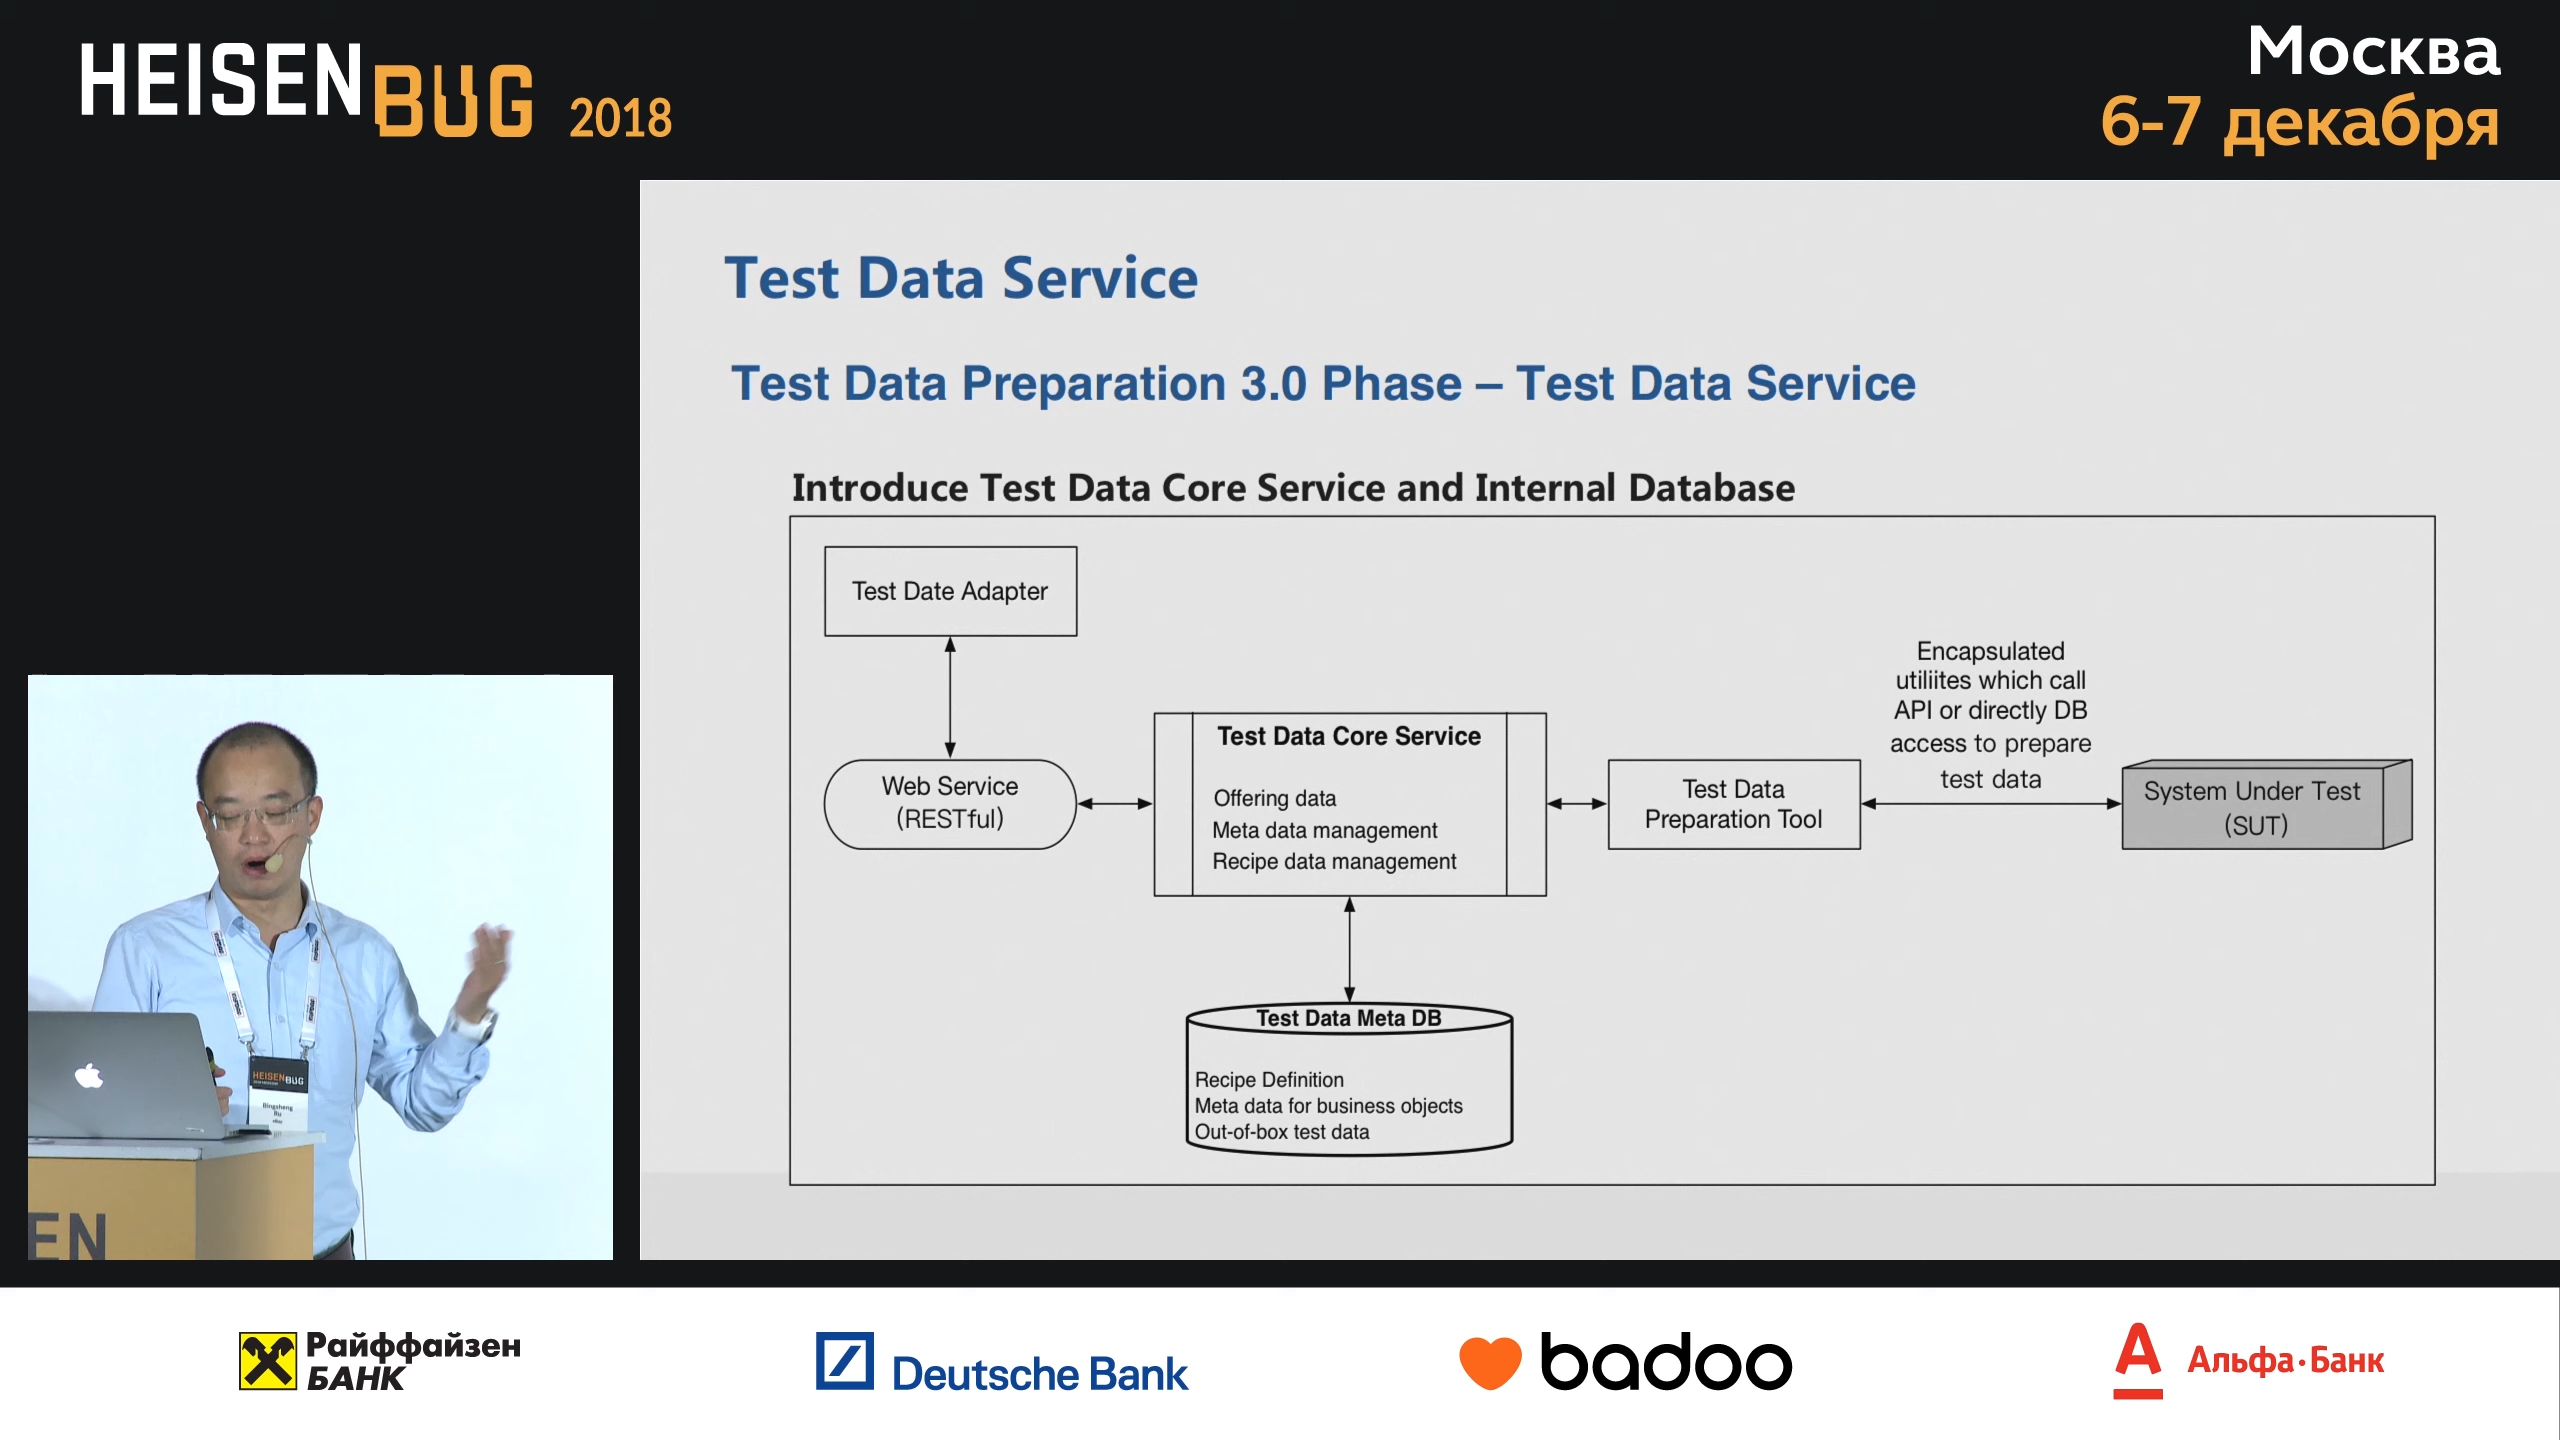 HEISENBUG 2018
Москва
6-7 декабря
Test Data Service
Test Data Preparation 3.0 Phase – Test Data Service
Introduce Test Data Core Service and Internal Database
Test Date Adapter
Web Service
(RESTful)
Test Data Core Service
Offering data
Meta data management
Recipe data management
Test Data
Preparation Tool
Encapsulated
utiliites which call
API or directly DB
access to prepare
test data
System Under Test
(SUT)
Test Data Meta DB
Recipe Definition
Meta data for business objects
Out-of-box test data
HEISENBUG
Bingsheng
Ru
EN
Райффайзен
БАНК
Deutsche Bank
badoo
Альфа·Банк